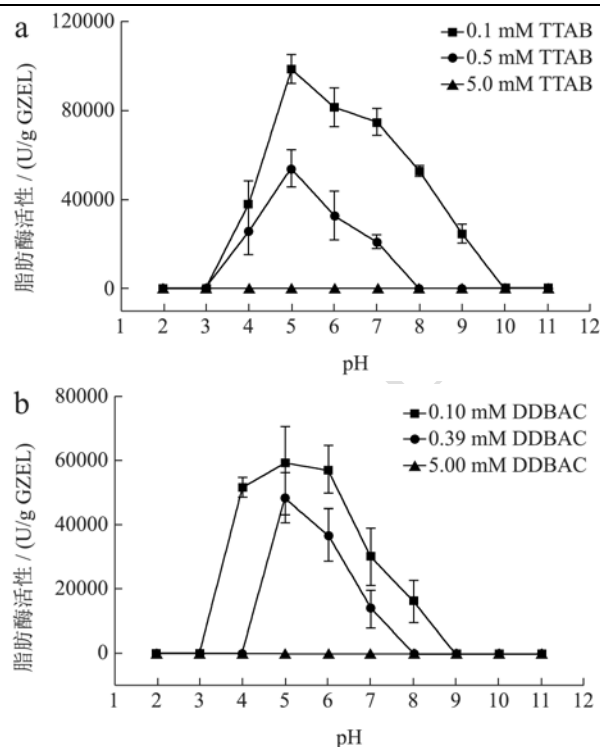 a
0.1 mM TTAB
0.5 mM TTAB
5.0 mM TTAB
脂肪酶活性 / (U/g GZEL)
120000
80000
40000
0
1 2 3 4 5 6 7 8 9 10 11 12
pH
b
0.10 mM DDBAC
0.39 mM DDBAC
5.00 mM DDBAC
脂肪酶活性 / (U/g GZEL)
80000
60000
40000
20000
0
1 2 3 4 5 6 7 8 9 10 11 12 13
pH